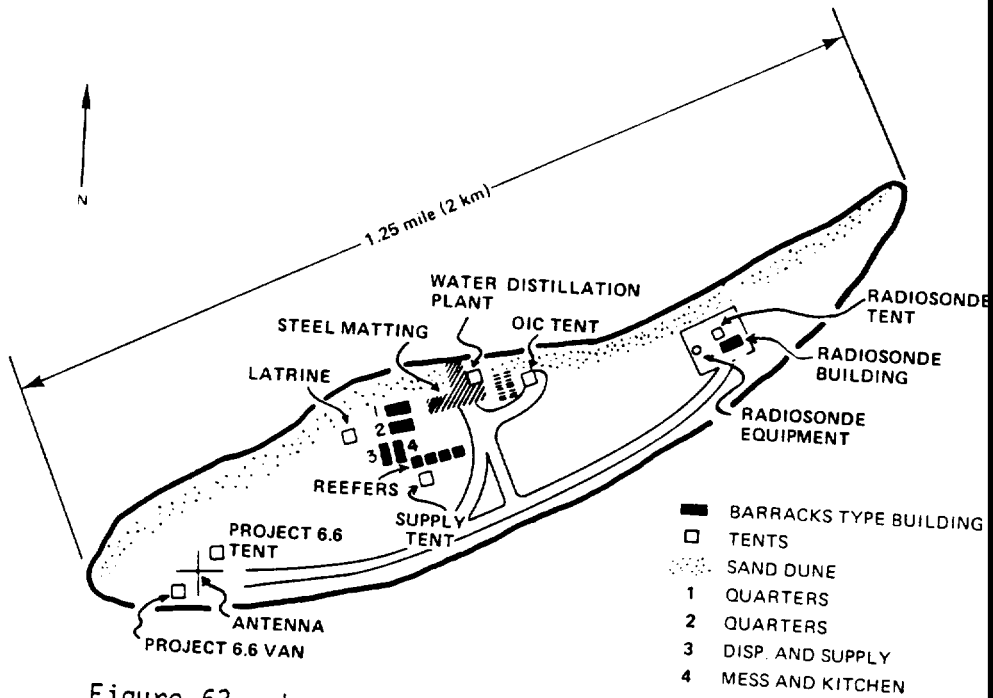 N
1.25 mile (2 km)
WATER DISTILLATION
PLANT
STEEL MATTING
OIC TENT
LATRINE
RADIOSONDE
TENT
RADIOSONDE
BUILDING
RADIOSONDE
EQUIPMENT
1
2
3
4
REEFERS
SUPPLY
TENT
PROJECT 6.6
TENT
ANTENNA
PROJECT 6.6 VAN
BARRACKS TYPE BUILDING
TENTS
SAND DUNE
1 QUARTERS
2 QUARTERS
3 DISP. AND SUPPLY
4 MESS AND KITCHEN
Figure 62